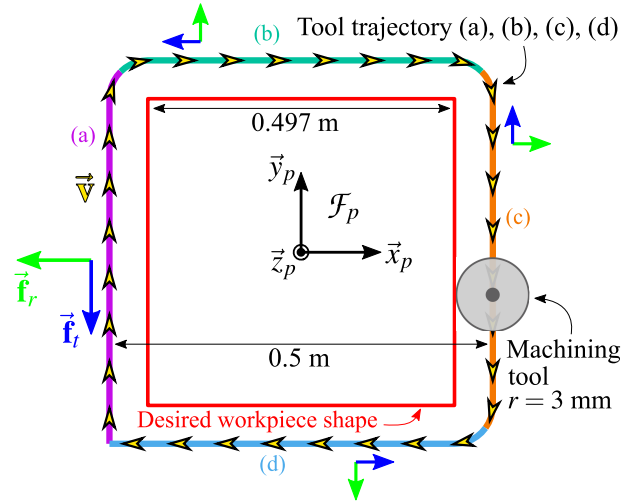 Tool trajectory (a), (b), (c), (d)
(b)
0.497 m
(a)
y⃗ₚ
ℱₚ
v⃗
(c)
z⃗ₚ
x⃗ₚ
f⃗ᵣ
f⃗ₜ
0.5 m
Machining
tool
r = 3 mm
Desired workpiece shape
(d)